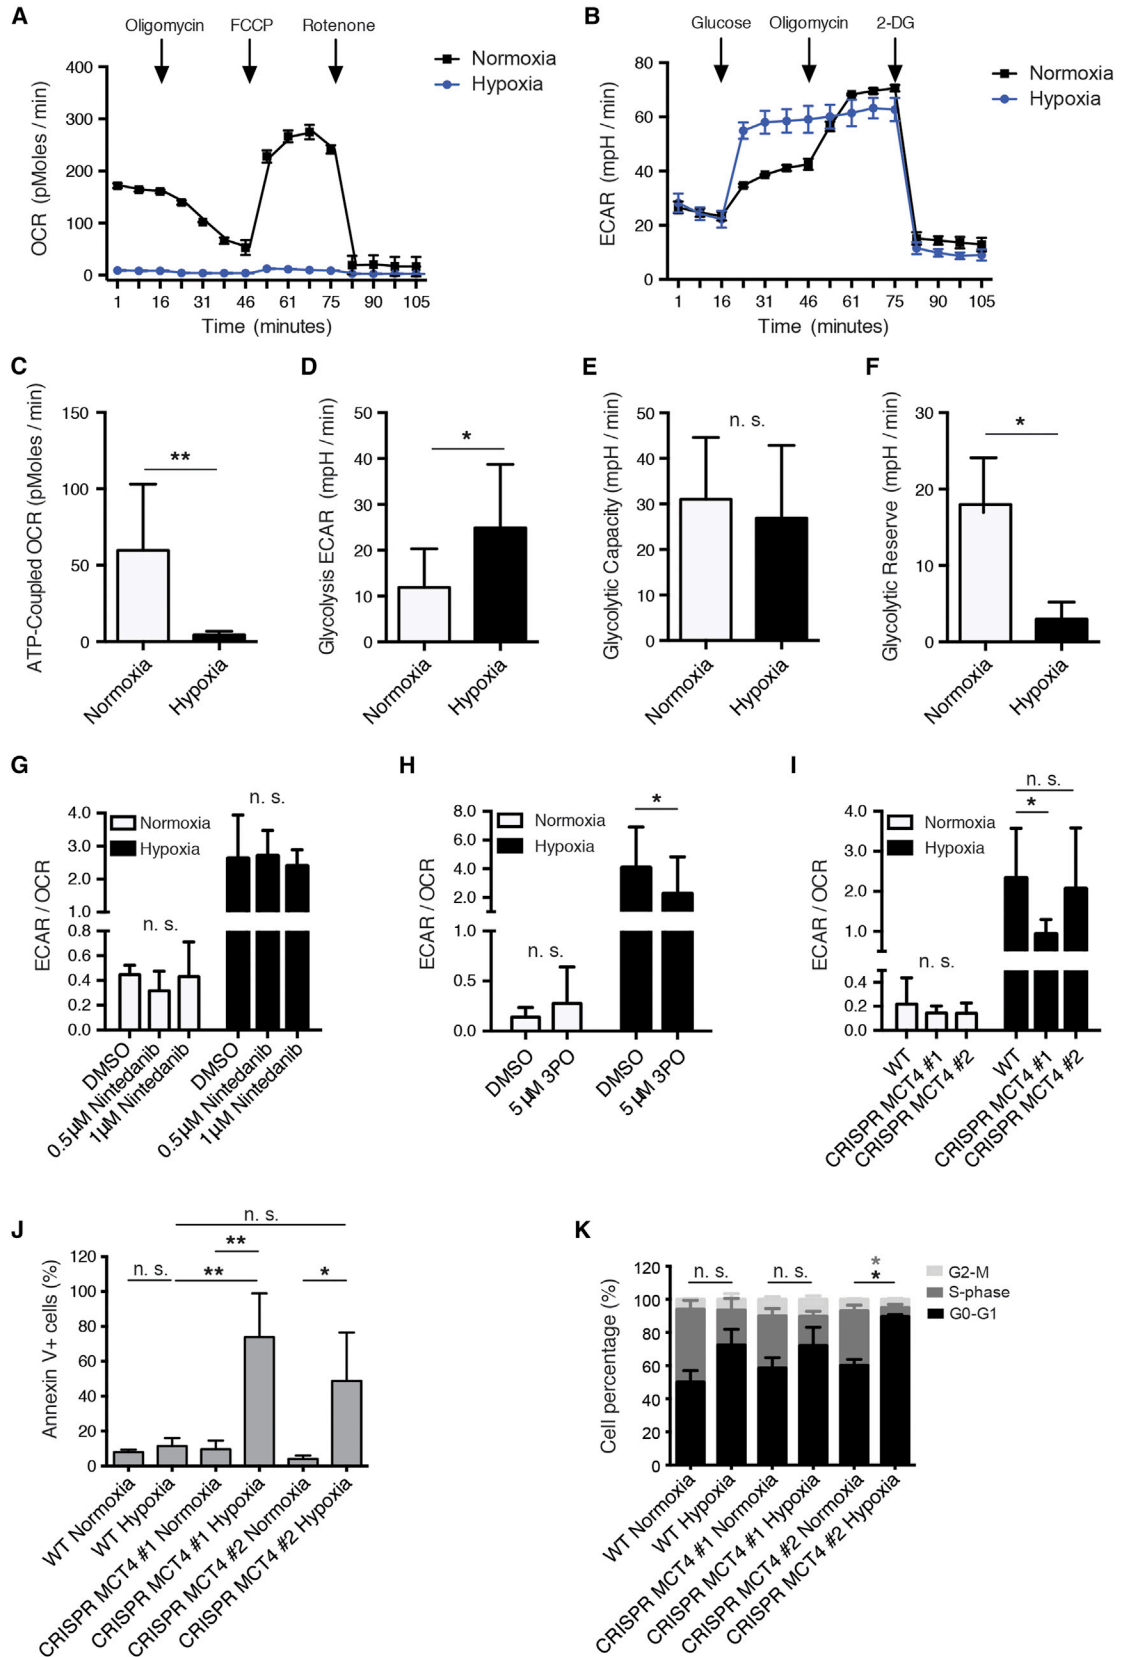 A
Oligomycin FCCP Rotenone
Normoxia
Hypoxia
OCR (pMoles / min)
400
300
200
100
0
1 16 31 46 61 75 90 105
Time (minutes)
B
Glucose Oligomycin 2-DG
Normoxia
Hypoxia
ECAR (mpH / min)
80
60
40
20
0
1 16 31 46 61 75 90 105
Time (minutes)
C
ATP-Coupled OCR (pMoles / min)
150
100
50
0
**
Normoxia
Hypoxia
D
Glycolysis ECAR (mpH / min)
50
40
30
20
10
0
*
Normoxia
Hypoxia
E
Glycolytic Capacity (mpH / min)
50
40
30
20
10
0
n. s.
Normoxia
Hypoxia
F
Glycolytic Reserve (mpH / min)
30
20
10
0
*
Normoxia
Hypoxia
G
ECAR / OCR
4.0
3.0
2.0
1.0
0.8
0.6
0.4
0.2
0.0
Normoxia
Hypoxia
n. s.
n. s.
DMSO
0.5µM Nintedanib
1µM Nintedanib
DMSO
0.5µM Nintedanib
1µM Nintedanib
H
ECAR / OCR
8.0
6.0
4.0
2.0
1.0
0.5
0.0
Normoxia
Hypoxia
*
n. s.
DMSO
5 µM 3PO
DMSO
5 µM 3PO
I
ECAR / OCR
4.0
3.0
2.0
1.0
0.4
0.2
0.0
Normoxia
Hypoxia
n. s.
*
n. s.
WT
CRISPR MCT4 #1
CRISPR MCT4 #2
WT
CRISPR MCT4 #1
CRISPR MCT4 #2
J
Annexin V+ cells (%)
120
100
80
60
40
20
0
n. s.
**
n. s.
**
*
WT Normoxia
WT Hypoxia
CRISPR MCT4 #1 Normoxia
CRISPR MCT4 #1 Hypoxia
CRISPR MCT4 #2 Normoxia
CRISPR MCT4 #2 Hypoxia
K
Cell percentage (%)
120
100
80
60
40
20
0
n. s.
n. s.
*
*
G2-M
S-phase
G0-G1
WT Normoxia
WT Hypoxia
CRISPR MCT4 #1 Normoxia
CRISPR MCT4 #1 Hypoxia
CRISPR MCT4 #2 Normoxia
CRISPR MCT4 #2 Hypoxia